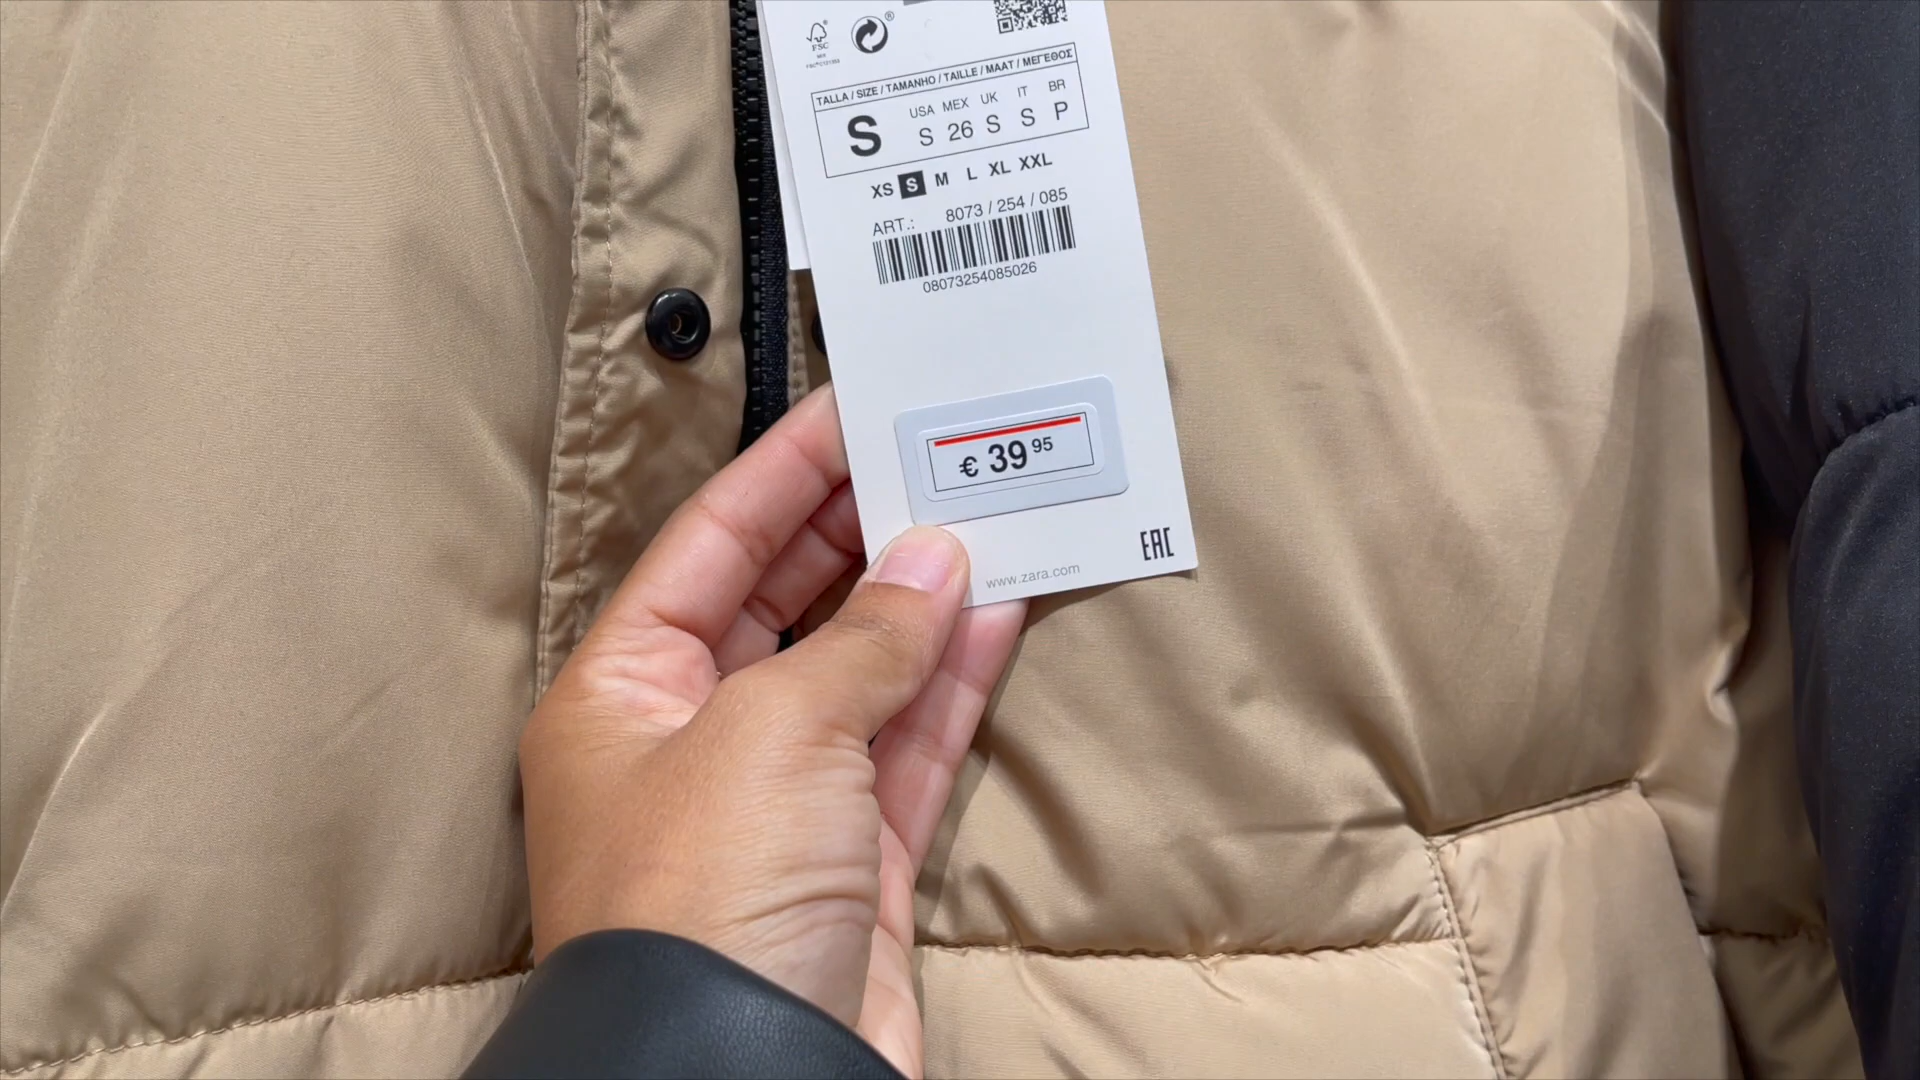 FSC
®
TALLA / SIZE / TAMANHO / TAILLE / MAAT / ΜΕΓΕΘΟΣ
S
USA MEX UK IT BR
S 26 S S P
XS S M L XL XXL
ART.: 8073 / 254 / 085
08073254085026
€ 39 95
EAC
www.zara.com